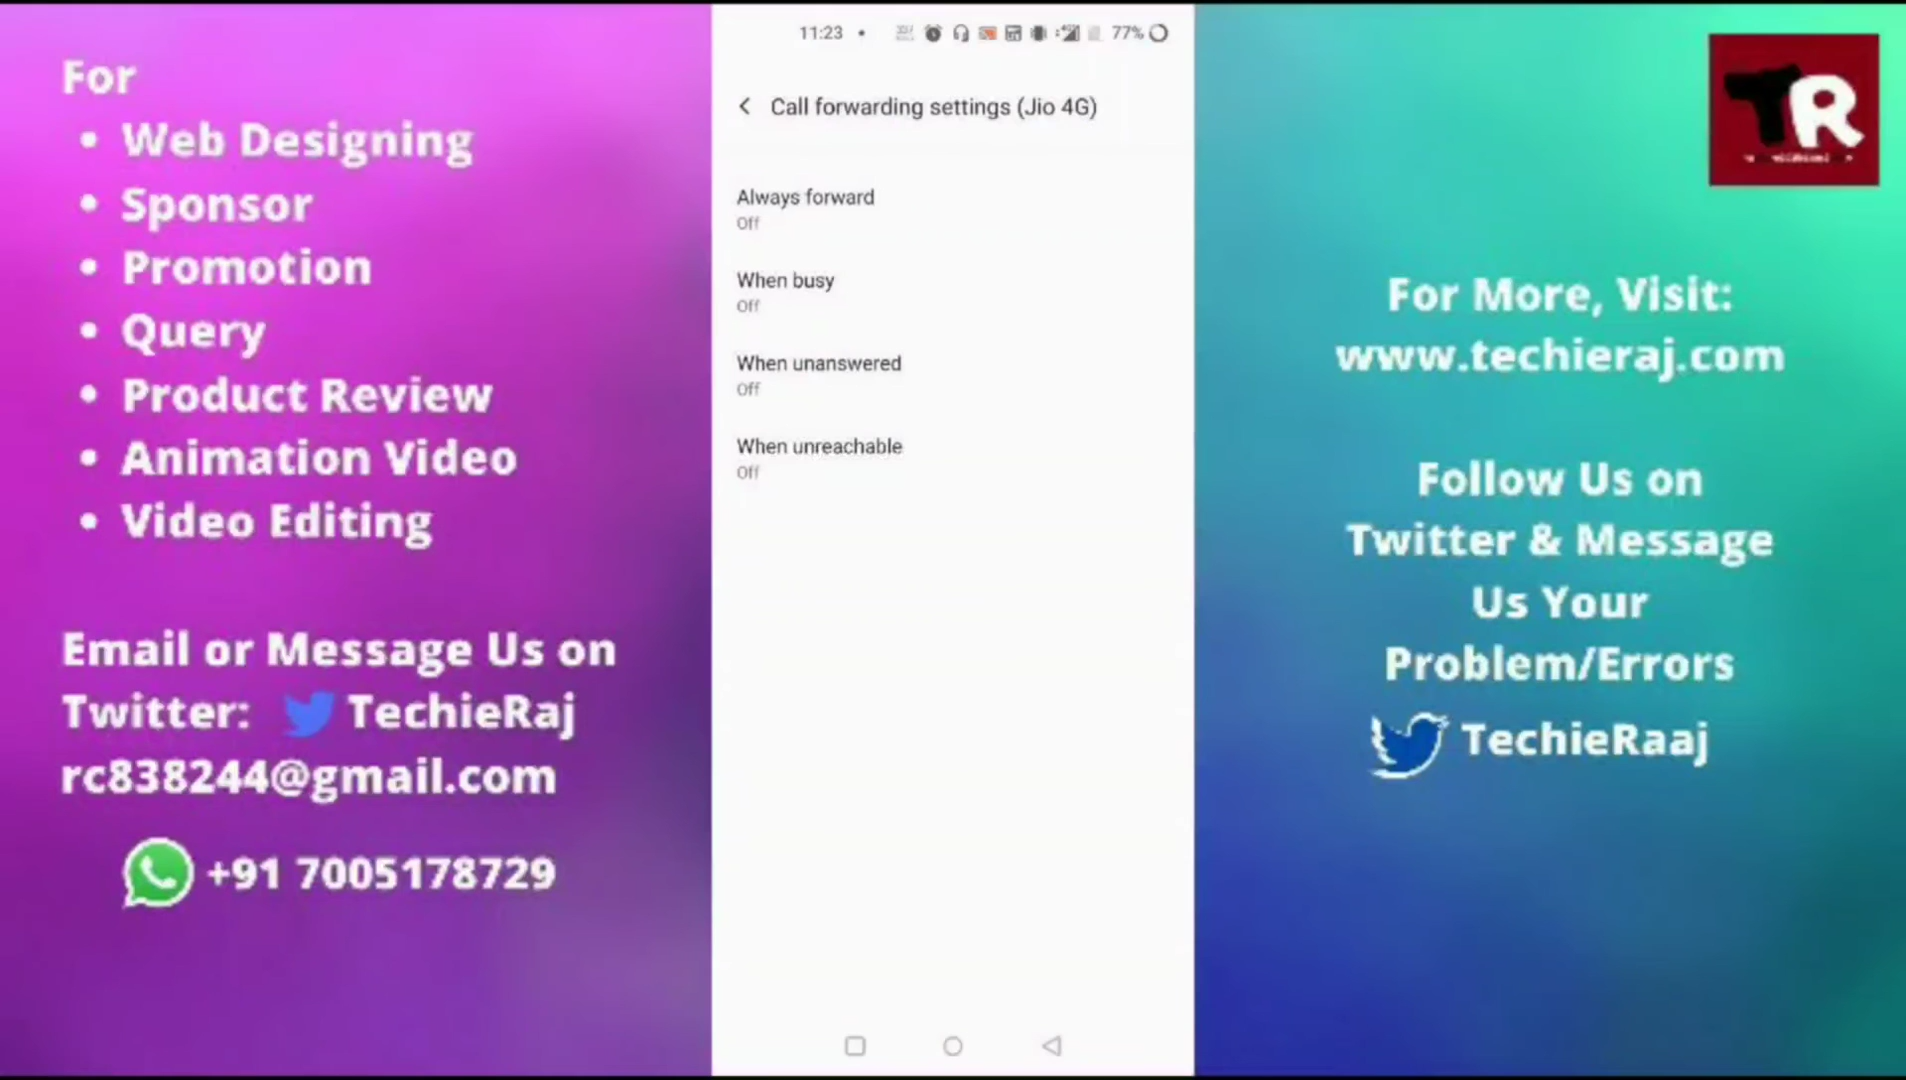 For
• Web Designing
• Sponsor
• Promotion
• Query
• Product Review
• Animation Video
• Video Editing
Email or Message Us on
Twitter: TechieRaj
rc838244@gmail.com
+91 7005178729
11:23 • 77%
Call forwarding settings (Jio 4G)
Always forward
Off
When busy
Off
When unanswered
Off
When unreachable
Off
TR
For More, Visit:
www.techieraj.com
Follow Us on
Twitter & Message
Us Your
Problem/Errors
TechieRaaj